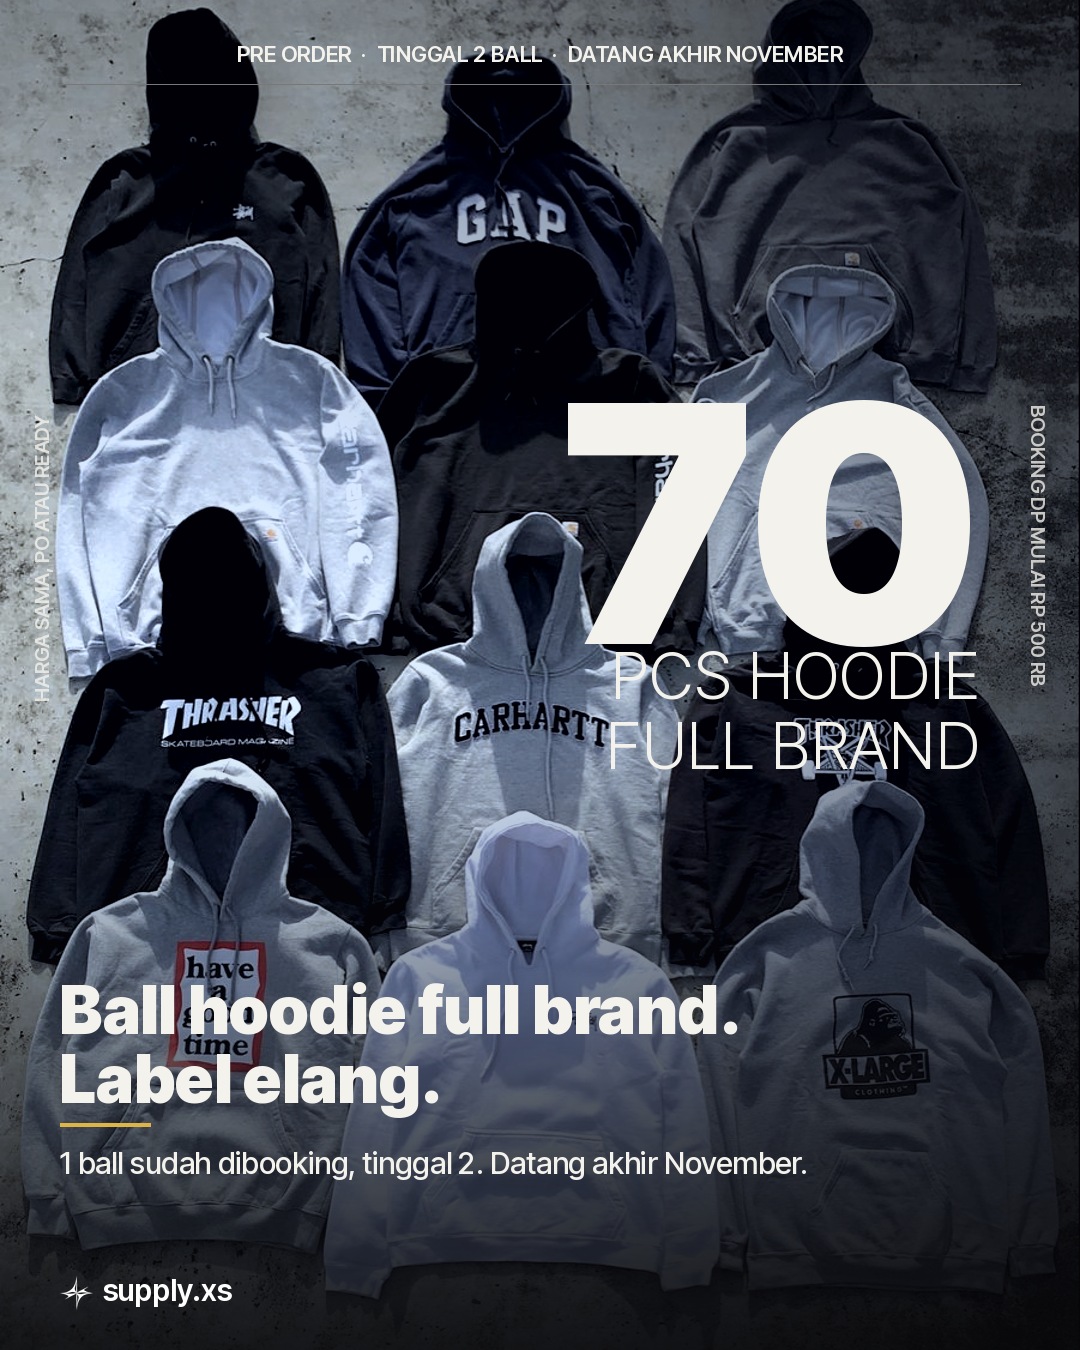 PRE ORDER · TINGGAL 2 BALL · DATANG AKHIR NOVEMBER
GAP
HARGA SAMA, PO ATAU READY
BOOKING DP MULAI RP 500 RB
70
PCS HOODIE
FULL BRAND
THRASHER
SKATEBOARD MAGAZINE
CARHARTT
THRASHER
have
a
good
time
Ball hoodie full brand.
Label elang.
X-LARGE
CLOTHING
1 ball sudah dibooking, tinggal 2. Datang akhir November.
supply.xs